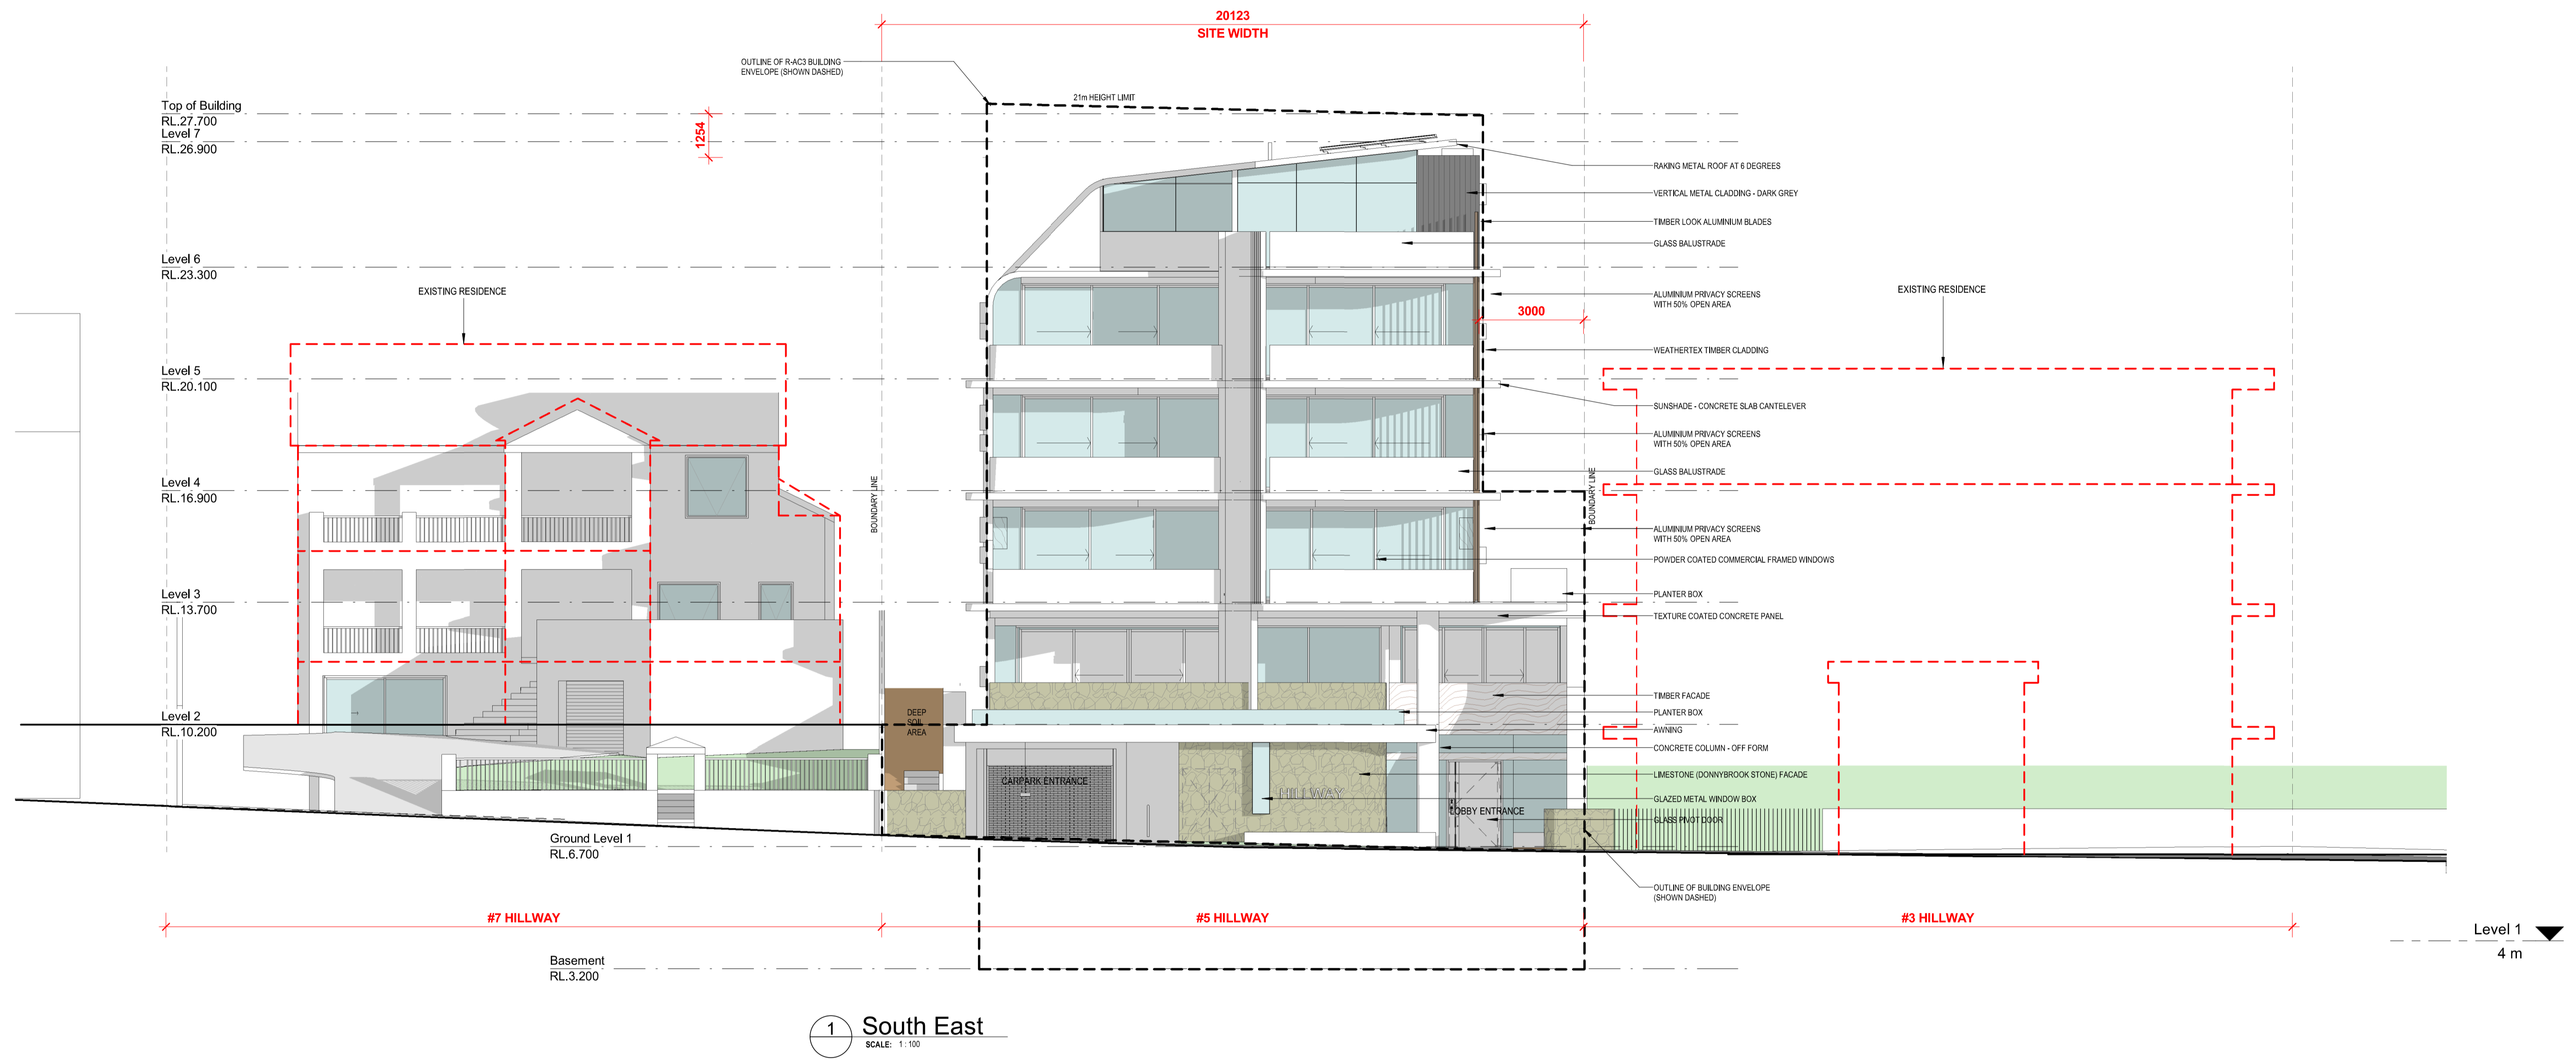 20123
SITE WIDTH
OUTLINE OF R-AC3 BUILDING
ENVELOPE (SHOWN DASHED)
21m HEIGHT LIMIT
Top of Building
RL.27.700
Level 7
RL.26.900
1254
RAKING METAL ROOF AT 6 DEGREES
VERTICAL METAL CLADDING - DARK GREY
TIMBER LOOK ALUMINIUM BLADES
GLASS BALUSTRADE
Level 6
RL.23.300
EXISTING RESIDENCE
ALUMINIUM PRIVACY SCREENS
WITH 50% OPEN AREA
EXISTING RESIDENCE
3000
WEATHERTEX TIMBER CLADDING
Level 5
RL.20.100
SUNSHADE - CONCRETE SLAB CANTELEVER
ALUMINIUM PRIVACY SCREENS
WITH 50% OPEN AREA
GLASS BALUSTRADE
Level 4
RL.16.900
BOUNDARY LINE
BOUNDARY LINE
ALUMINIUM PRIVACY SCREENS
WITH 50% OPEN AREA
POWDER COATED COMMERCIAL FRAMED WINDOWS
Level 3
RL.13.700
PLANTER BOX
TEXTURE COATED CONCRETE PANEL
TIMBER FACADE
Level 2
RL.10.200
DEEP
SOIL
AREA
PLANTER BOX
AWNING
CONCRETE COLUMN - OFF FORM
LIMESTONE (DONNYBROOK STONE) FACADE
CARPARK ENTRANCE
HILLWAY
GLAZED METAL WINDOW BOX
LOBBY ENTRANCE
GLASS PIVOT DOOR
Ground Level 1
RL.6.700
OUTLINE OF BUILDING ENVELOPE
(SHOWN DASHED)
#7 HILLWAY
#5 HILLWAY
#3 HILLWAY
Level 1
4 m
Basement
RL.3.200
1
South East
SCALE: 1 : 100